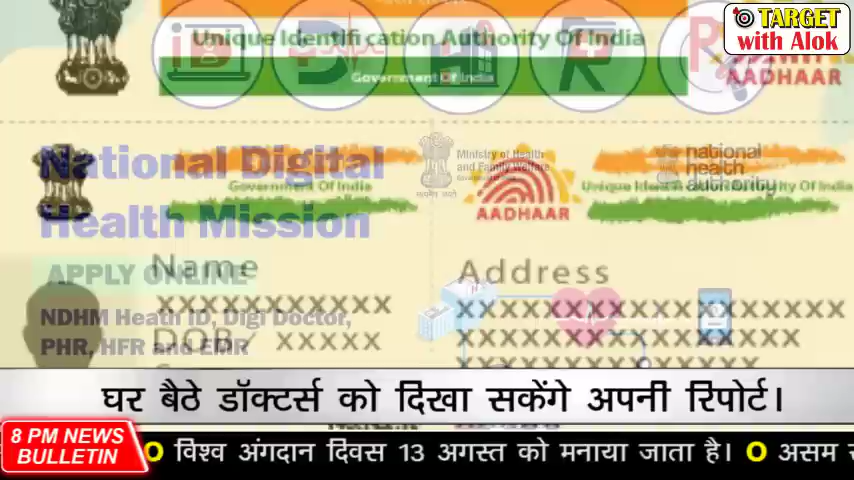 TARGET
with Alok
Unique Identification Authority Of India
Government Of India
AADHAAR
National Digital
Health Mission
Government Of India
Ministry of Health
and Family Welfare
AADHAAR
national
health
authority
APPLY ONLINE
NDHM Heath ID, Digi Doctor,
PHR, HFR and EMR
Name
XXXXXXXXXXXX
XXXXX
Address
XXXXXXXXXXXXXXXXXXX
XXXXXXXXXXXXXXXXX
घर बैठे डॉक्टर्स को दिखा सकेंगे अपनी रिपोर्ट।
8 PM NEWS
BULLETIN
O विश्व अंगदान दिवस 13 अगस्त को मनाया जाता है। O असम